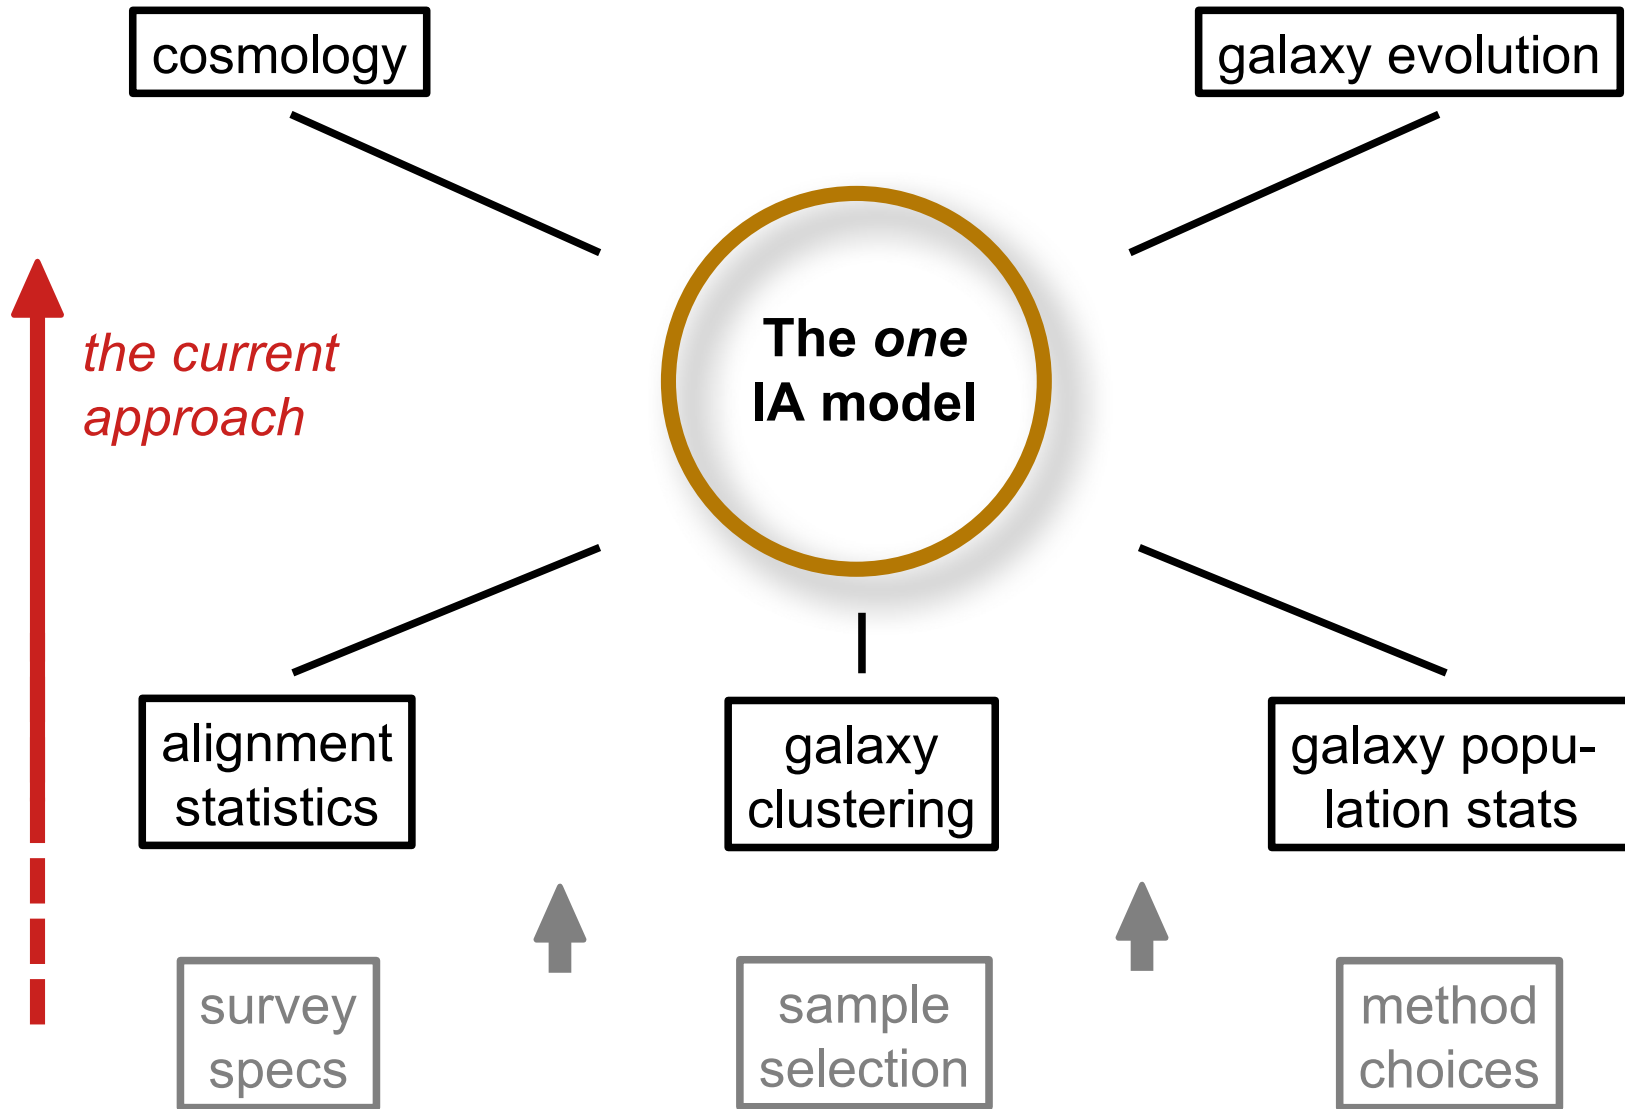 cosmology
galaxy evolution
The one
IA model
the current
approach
alignment
statistics
galaxy
clustering
galaxy popu-
lation stats
survey
specs
sample
selection
method
choices